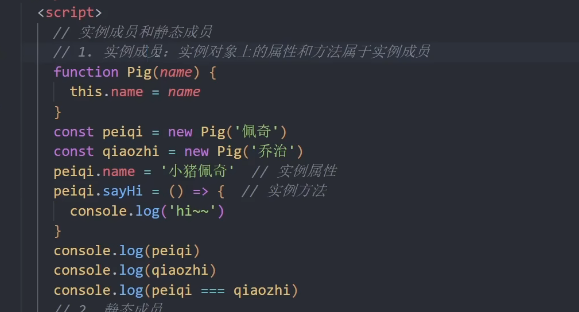 <script>
// 实例成员和静态成员
// 1. 实例成员：实例对象上的属性和方法属于实例成员
function Pig(name) {
this.name = name
}
const peiqi = new Pig('佩奇')
const qiaozhi = new Pig('乔治')
peiqi.name = '小猪佩奇' // 实例属性
peiqi.sayHi = () => { // 实例方法
console.log('hi~~')
}
console.log(peiqi)
console.log(qiaozhi)
console.log(peiqi === qiaozhi)
// 2. 静态成员